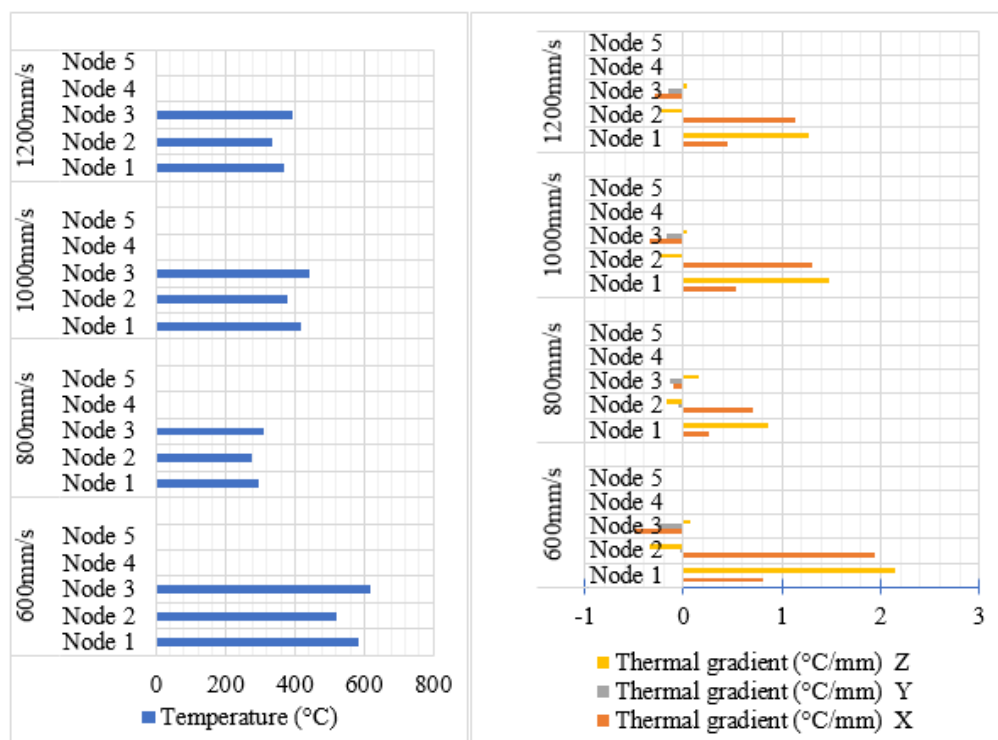 1200mm/s
Node 5
Node 4
Node 3
Node 2
Node 1
1000mm/s
Node 5
Node 4
Node 3
Node 2
Node 1
800mm/s
Node 5
Node 4
Node 3
Node 2
Node 1
600mm/s
Node 5
Node 4
Node 3
Node 2
Node 1
0 200 400 600 800
Temperature (°C)
1200mm/s
Node 5
Node 4
Node 3
Node 2
Node 1
1000mm/s
Node 5
Node 4
Node 3
Node 2
Node 1
800mm/s
Node 5
Node 4
Node 3
Node 2
Node 1
600mm/s
Node 5
Node 4
Node 3
Node 2
Node 1
-1 0 1 2 3
Thermal gradient (°C/mm) Z
Thermal gradient (°C/mm) Y
Thermal gradient (°C/mm) X